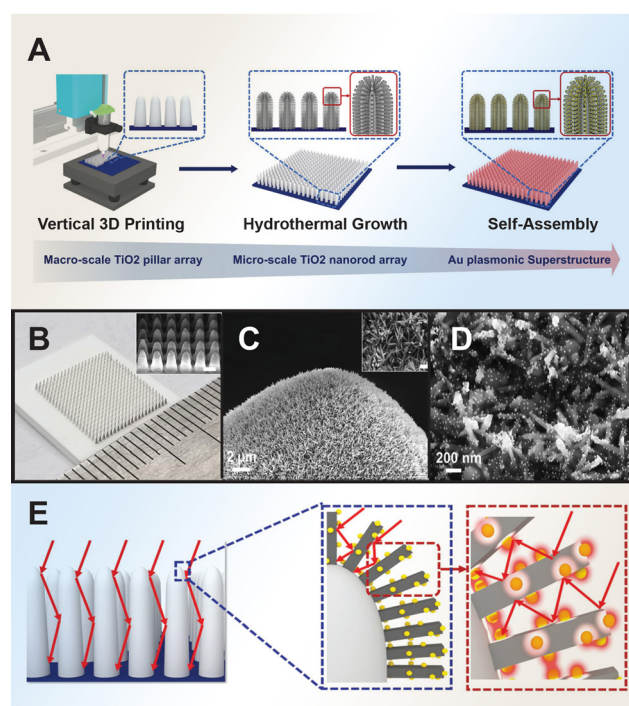 A
Vertical 3D Printing
Hydrothermal Growth
Self-Assembly
Macro-scale TiO2 pillar array
Micro-scale TiO2 nanorod array
Au plasmonic Superstructure
B
C
D
2 μm
200 nm
E